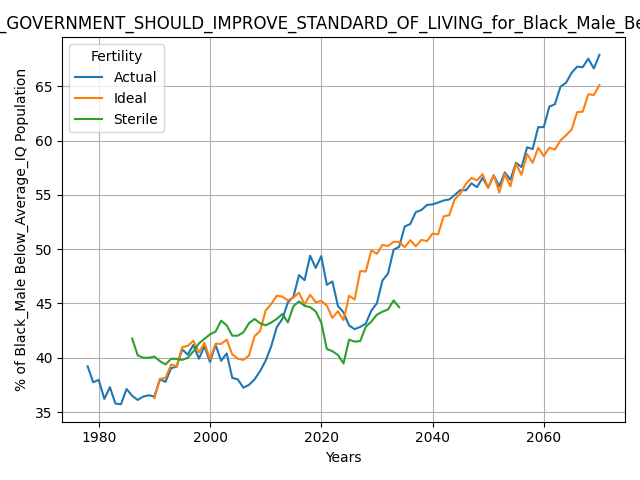 _GOVERNMENT_SHOULD_IMPROVE_STANDARD_OF_LIVING_for_Black_Male_Be
Fertility
Actual
Ideal
Sterile
% of Black_Male Below_Average_IQ Population
65
60
55
50
45
40
35
1980
2000
2020
2040
2060
Years